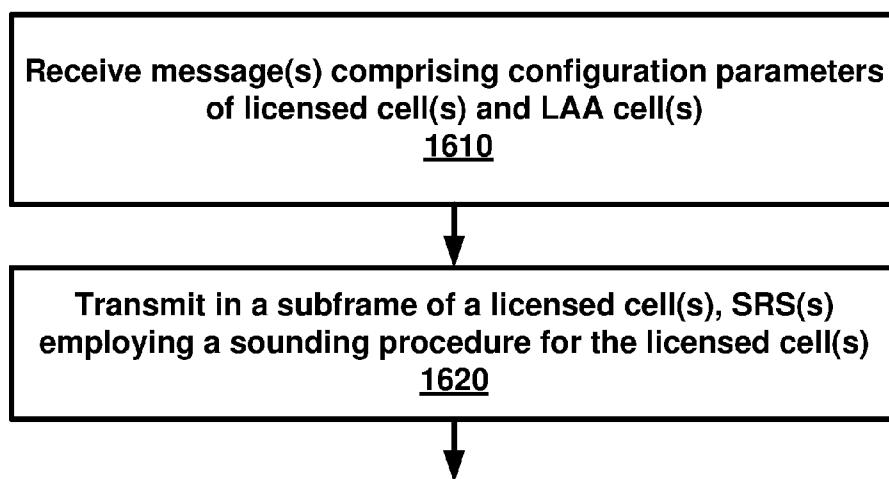 Receive message(s) comprising configuration parameters
of licensed cell(s) and LAA cell(s)
1610
Transmit in a subframe of a licensed cell(s), SRS(s)
employing a sounding procedure for the licensed cell(s)
1620